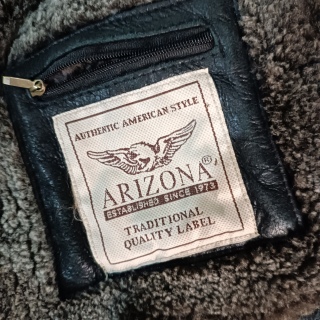 AUTHENTIC AMERICAN STYLE
ARIZONA®
ESTABLISHED SINCE 1973
TRADITIONAL
QUALITY LABEL